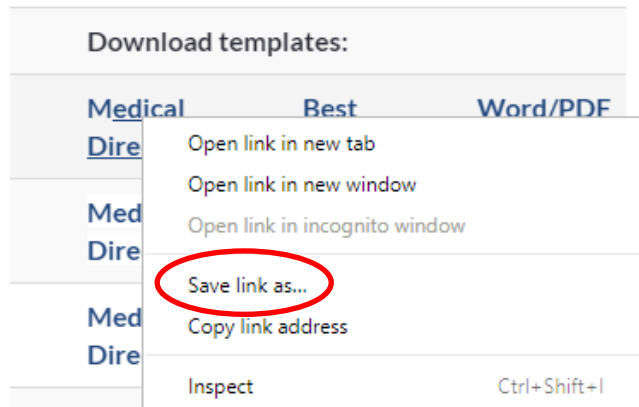 Download templates:
Medical Best Word/PDF
Dire
Open link in new tab
Open link in new window
Med
Open link in incognito window
Dire
Save link as...
Med
Copy link address
Dire
Inspect Ctrl+Shift+I